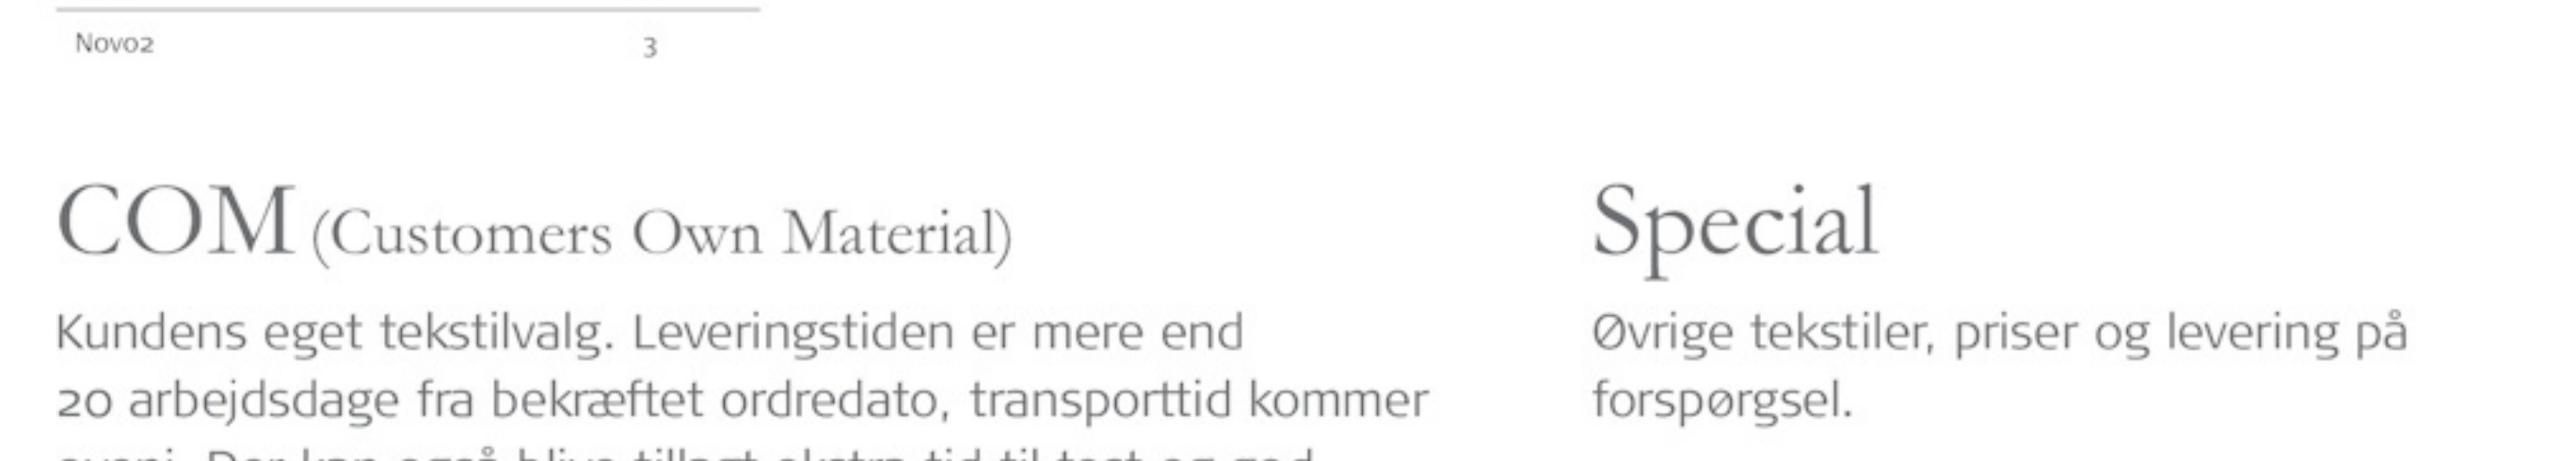 Novo2 3
COM (Customers Own Material)
Kundens eget tekstilvalg. Leveringstiden er mere end
20 arbejdsdage fra bekræftet ordredato, transporttid kommer
Special
Øvrige tekstiler, priser og levering på
forspørgsel.